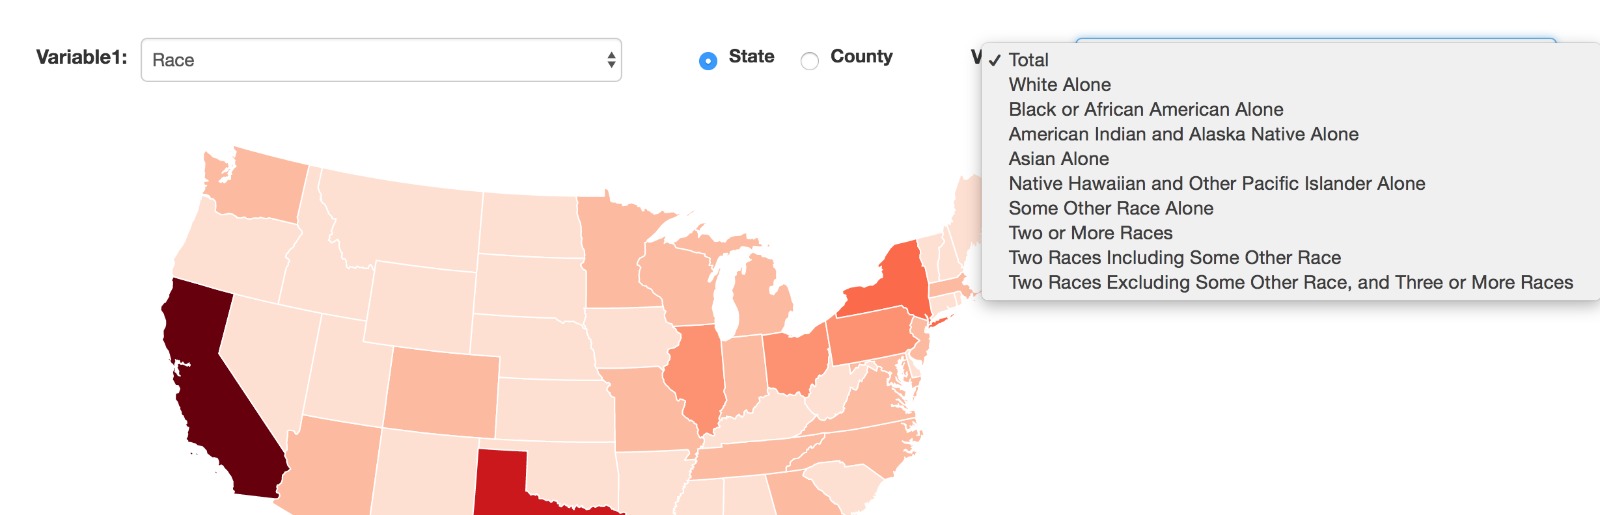 Variable1:
Race
State
County
V
✓ Total
White Alone
Black or African American Alone
American Indian and Alaska Native Alone
Asian Alone
Native Hawaiian and Other Pacific Islander Alone
Some Other Race Alone
Two or More Races
Two Races Including Some Other Race
Two Races Excluding Some Other Race, and Three or More Races